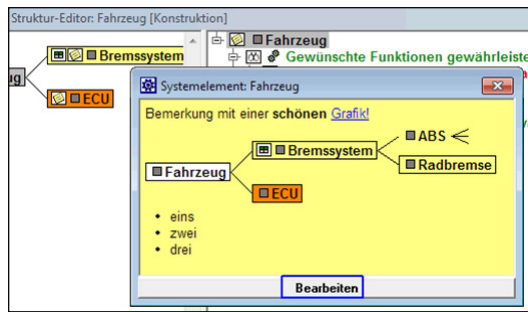 Struktur-Editor: Fahrzeug [Konstruktion]
Bremssystem
ECU
Fahrzeug
Gewünschte Funktionen gewährleiste
Systemelement: Fahrzeug
Bemerkung mit einer schönen Grafik!
Fahrzeug
Bremssystem
ABS
Radbremse
ECU
• eins
• zwei
• drei
Bearbeiten